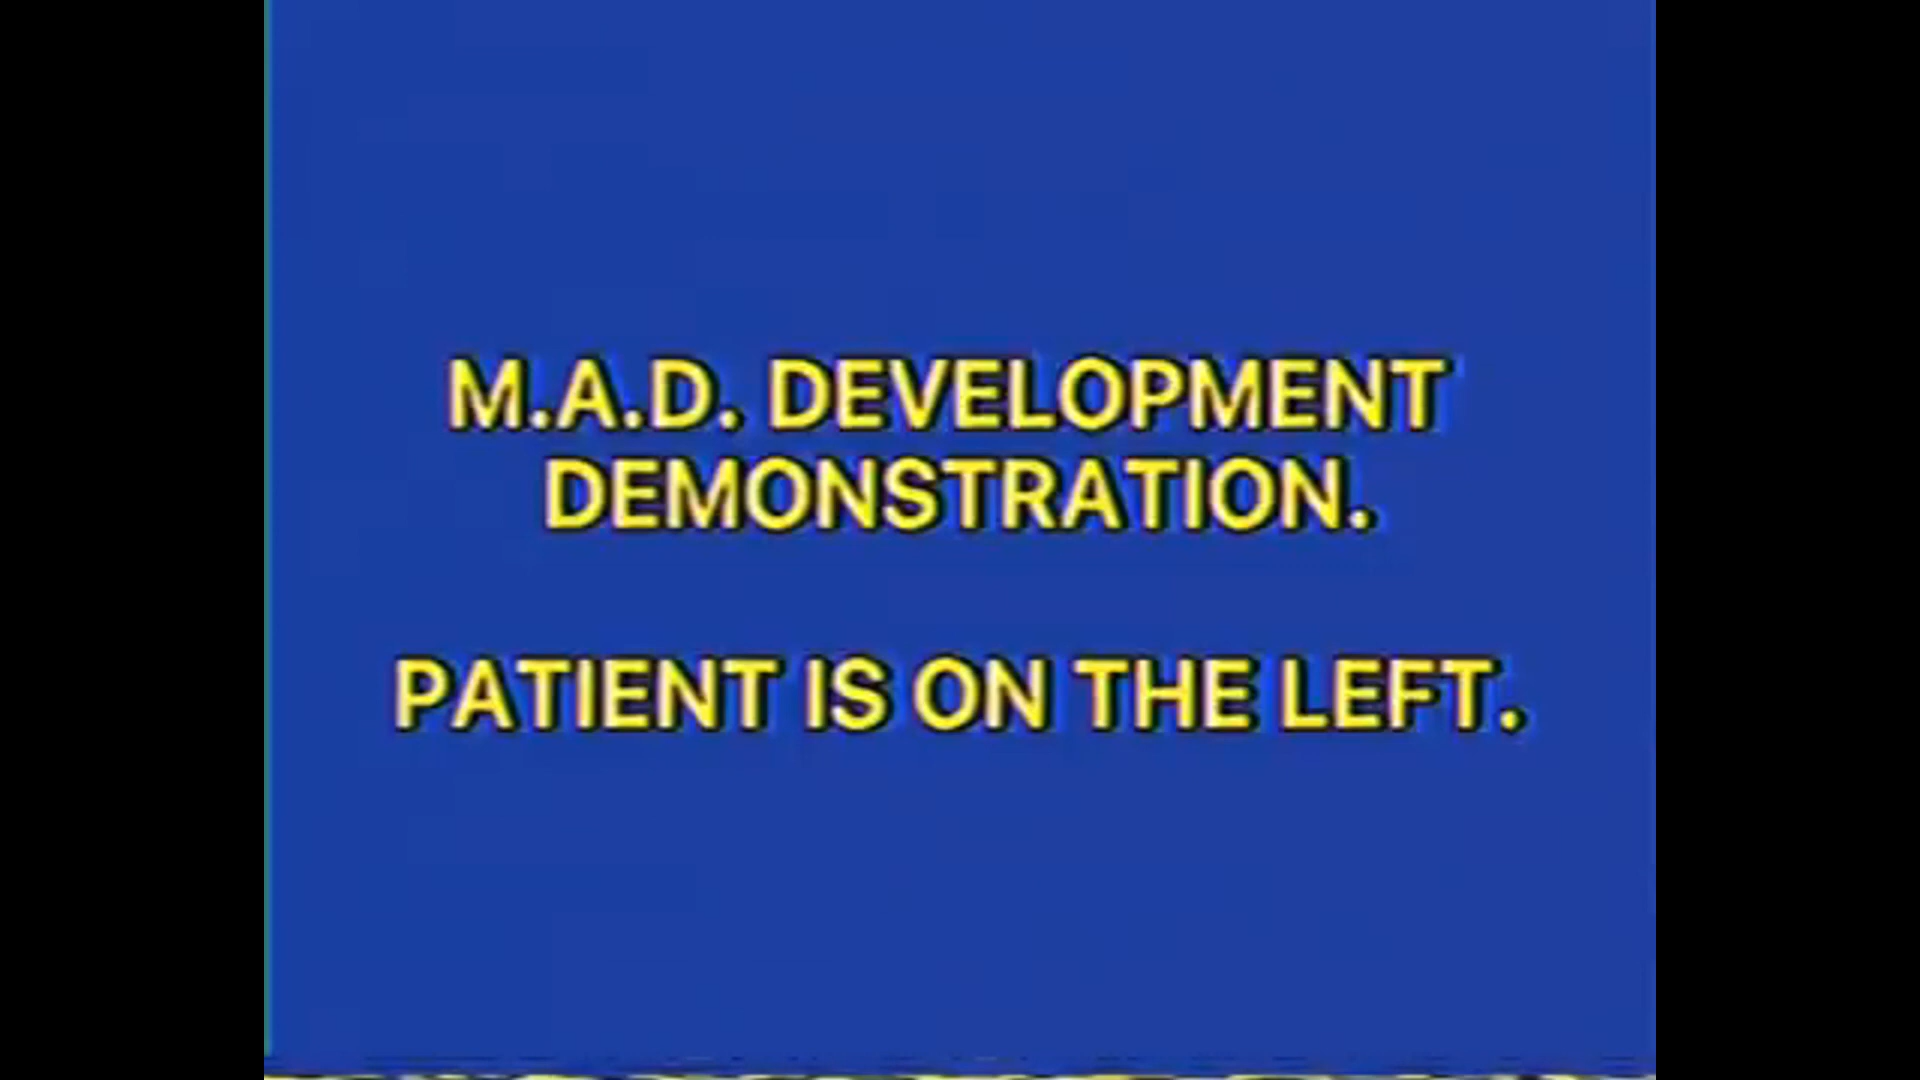 M.A.D. DEVELOPMENT
DEMONSTRATION.
PATIENT IS ON THE LEFT.